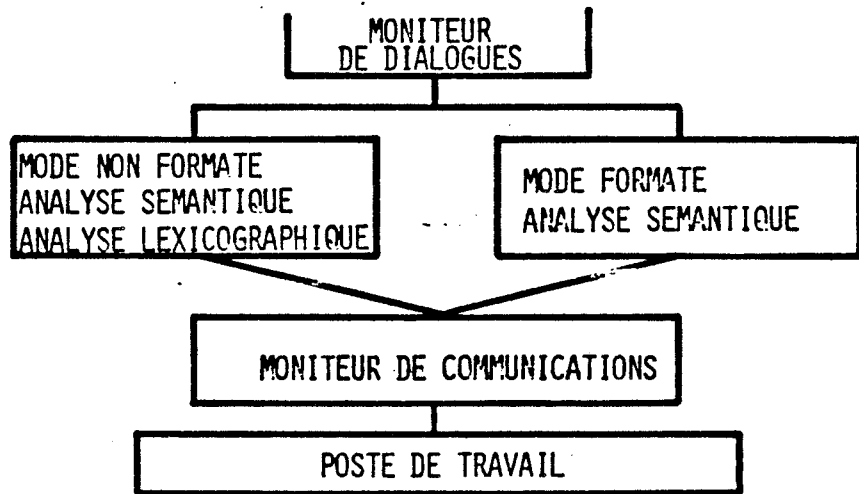 MONITEUR
DE DIALOGUES
MODE NON FORMATE
ANALYSE SEMANTIQUE
ANALYSE LEXICOGRAPHIQUE
MODE FORMATE
ANALYSE SEMANTIQUE
MONITEUR DE COMMUNICATIONS
POSTE DE TRAVAIL